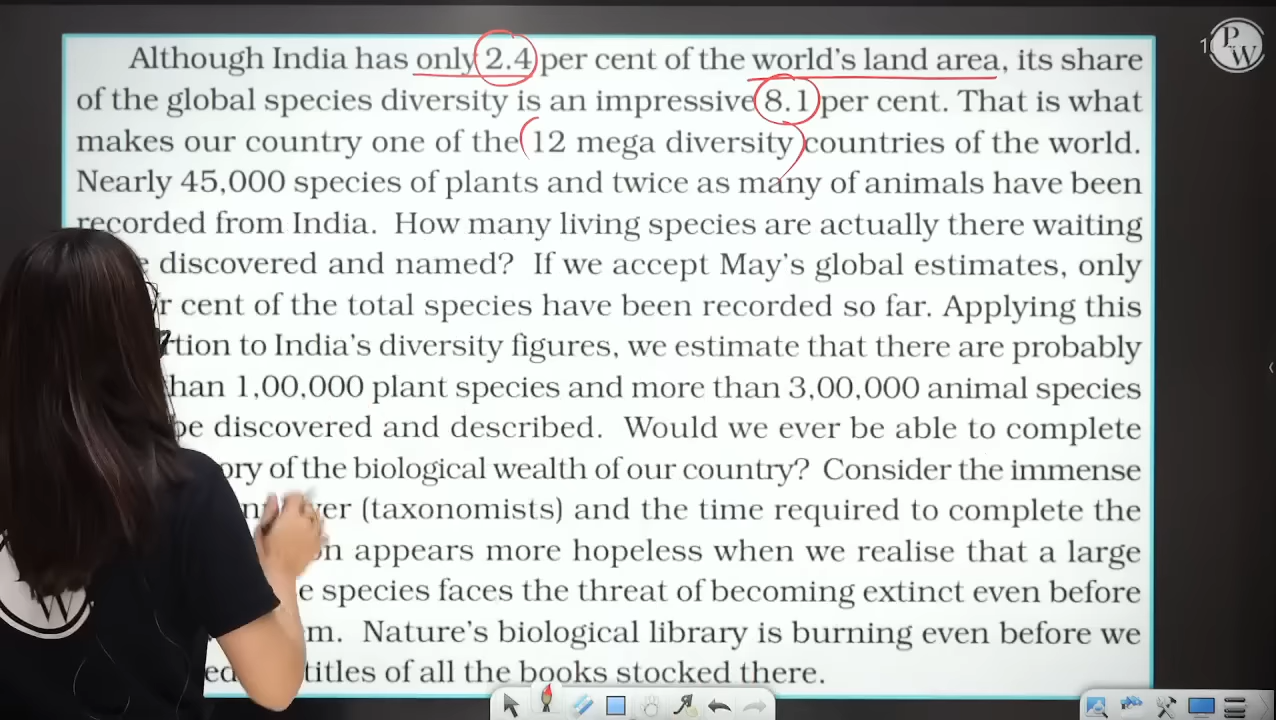 Although India has only 2.4 per cent of the world's land area, its share
of the global species diversity is an impressive 8.1 per cent. That is what
makes our country one of the 12 mega diversity countries of the world.
Nearly 45,000 species of plants and twice as many of animals have been
recorded from India. How many living species are actually there waiting
discovered and named? If we accept May's global estimates, only
cent of the total species have been recorded so far. Applying this
to India's diversity figures, we estimate that there are probably
1,00,000 plant species and more than 3,00,000 animal species
be discovered and described. Would we ever be able to complete
of the biological wealth of our country? Consider the immense
(taxonomists) and the time required to complete the
appears more hopeless when we realise that a large
species faces the threat of becoming extinct even before
Nature's biological library is burning even before we
titles of all the books stocked there.
PW
W